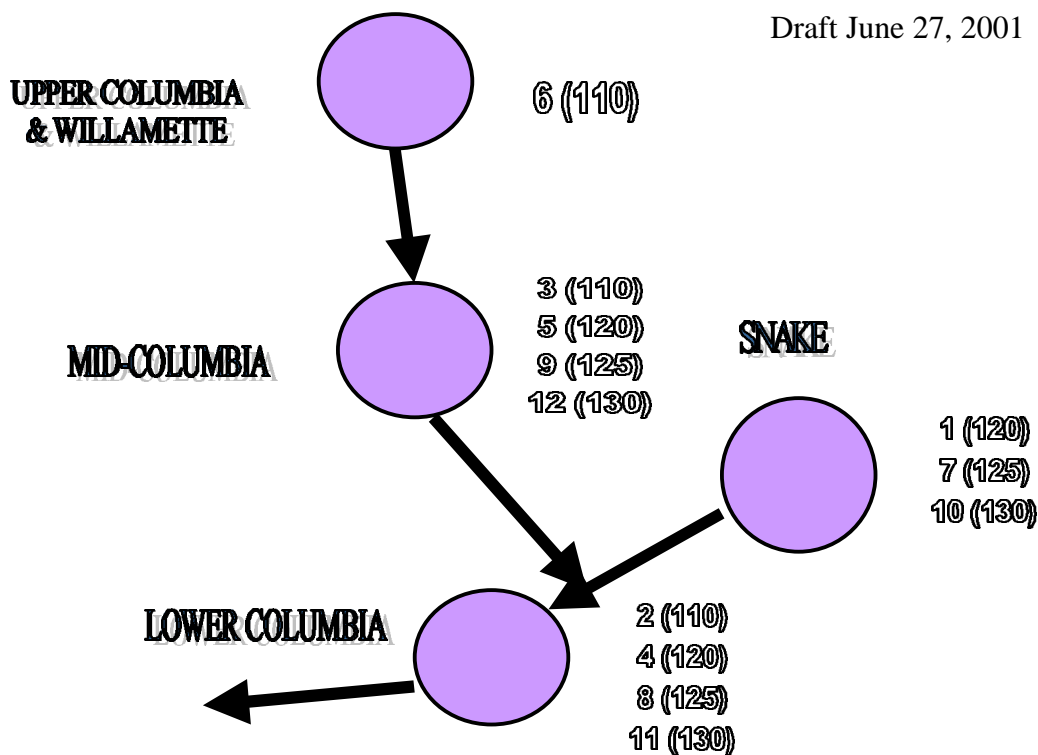 Draft June 27, 2001
UPPER COLUMBIA
& WILLAMETTE
6 (110)
MID-COLUMBIA
3 (110)
5 (120)
9 (125)
12 (130)
SNAKE
1 (120)
7 (125)
10 (130)
LOWER COLUMBIA
2 (110)
4 (120)
8 (125)
11 (130)